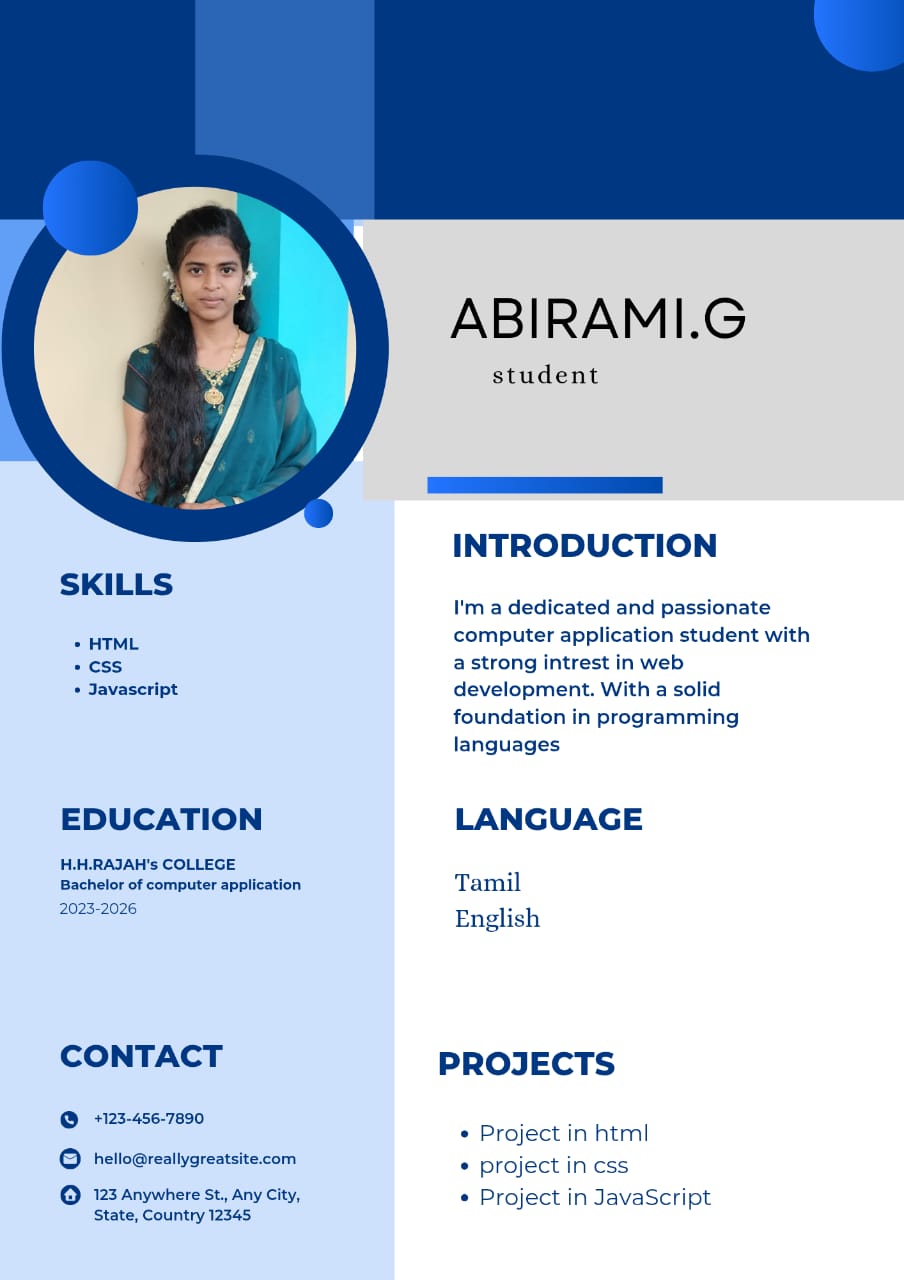 ABIRAMI.G
student
SKILLS
HTML
CSS
Javascript
EDUCATION
H.H.RAJAH's COLLEGE
Bachelor of computer application
2023-2026
CONTACT
+123-456-7890
hello@reallygreatsite.com
123 Anywhere St., Any City,
State, Country 12345
INTRODUCTION
I'm a dedicated and passionate
computer application student with
a strong intrest in web
development. With a solid
foundation in programming
languages
LANGUAGE
Tamil
English
PROJECTS
Project in html
project in css
Project in JavaScript